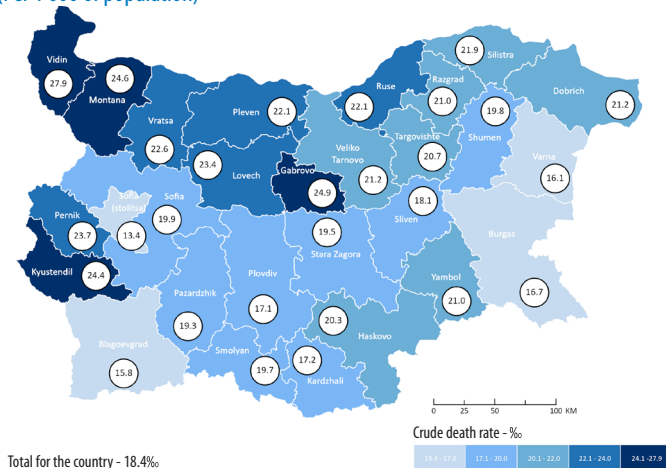 (Per 1 000 of population)
Vidin
27.9
24.6
Montana
Vratsa
22.6
Pleven
22.1
Ruse
22.1
21.9
Silistra
Razgrad
21.0
Dobrich
21.2
19.8
Shumen
Targovishte
20.7
Veliko
Tarnovo
21.2
Varna
16.1
23.4
Lovech
Gabrovo
24.9
Sofia
(stolitsa)
13.4
Sofia
19.9
Pernik
23.7
Kyustendil
24.4
18.1
Sliven
19.5
Stara Zagora
Burgas
16.7
Yambol
21.0
Plovdiv
17.1
Pazardzhik
19.3
20.3
Haskovo
Blagoevgrad
15.8
Smolyan
19.7
17.2
Kardzhali
0 25 50 100 KM
Crude death rate - ‰
13.4 - 17.0 17.1 - 20.0 20.1 - 22.0 22.1 - 24.0 24.1 -27.9
Total for the country - 18.4‰